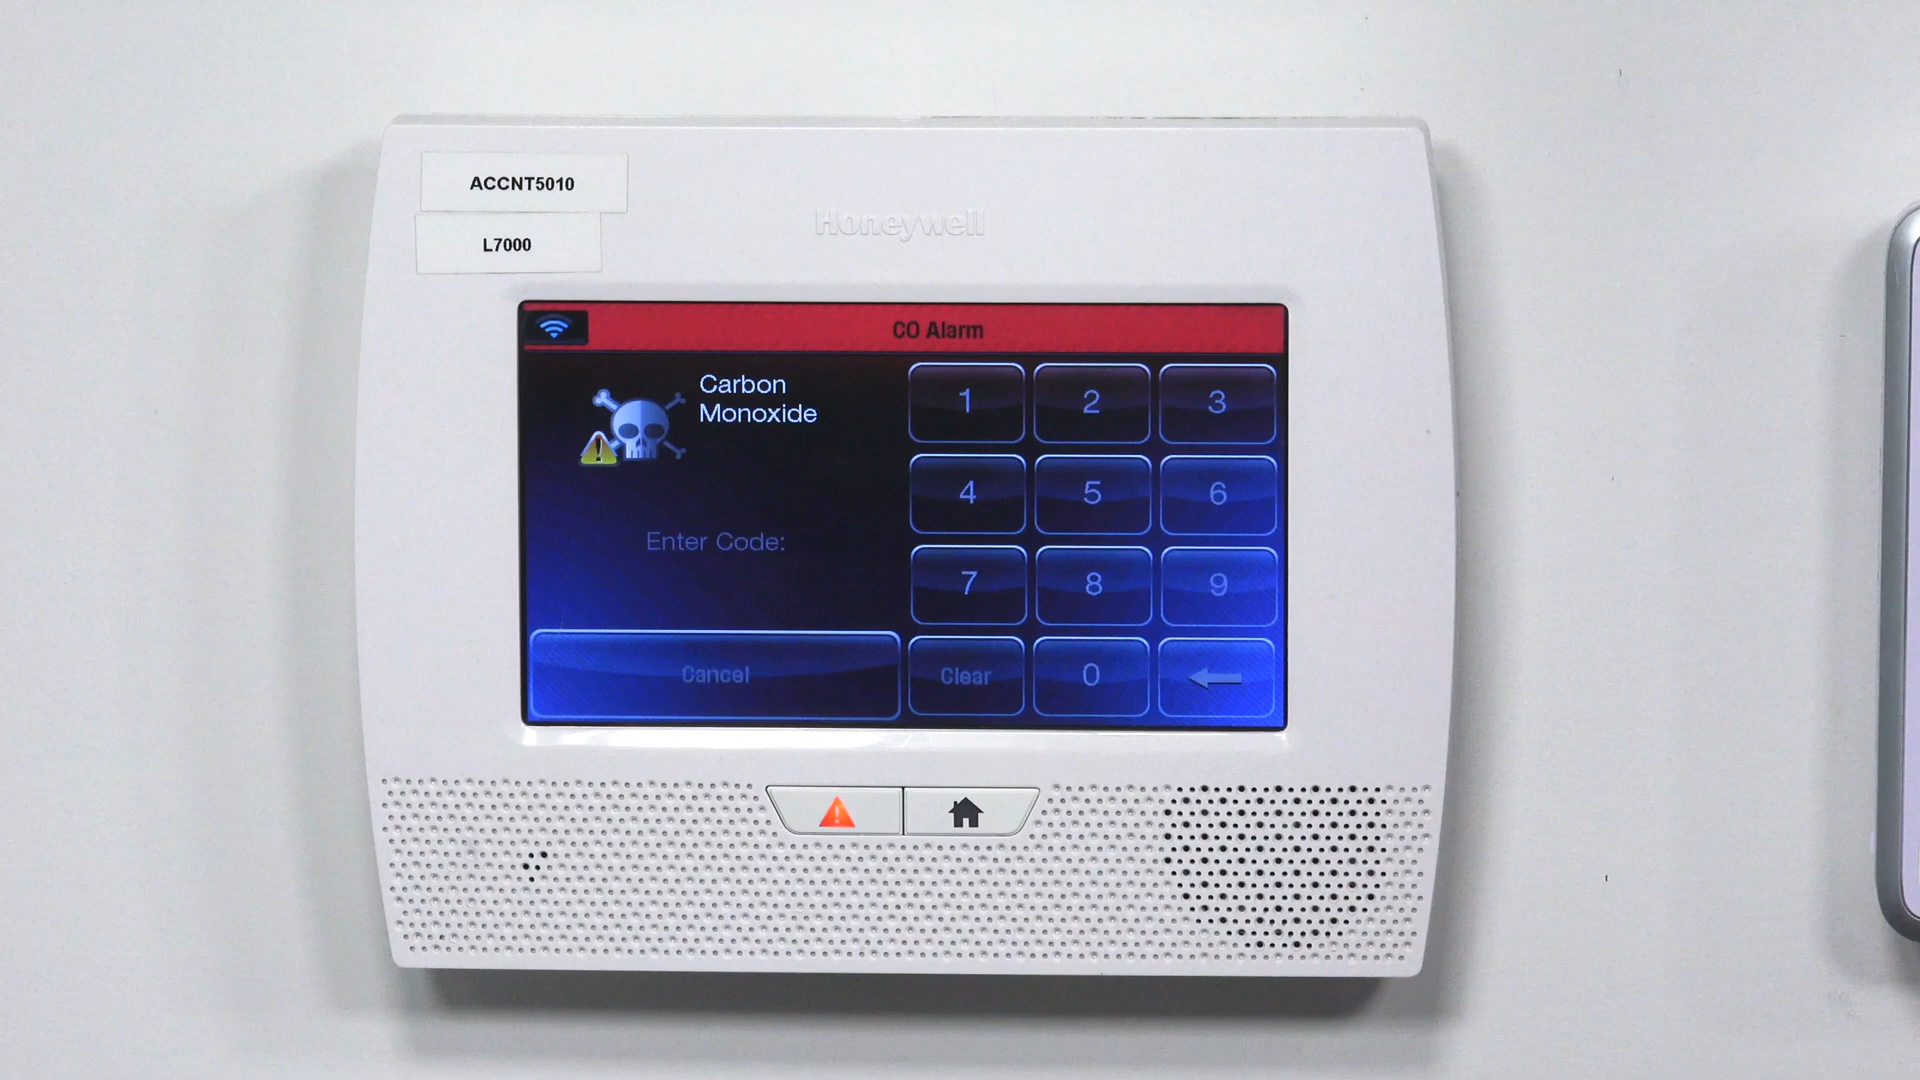 ACCNT5010
L7000
Honeywell
CO Alarm
Carbon
Monoxide
Enter Code:
1 2 3
4 5 6
7 8 9
Cancel Clear 0